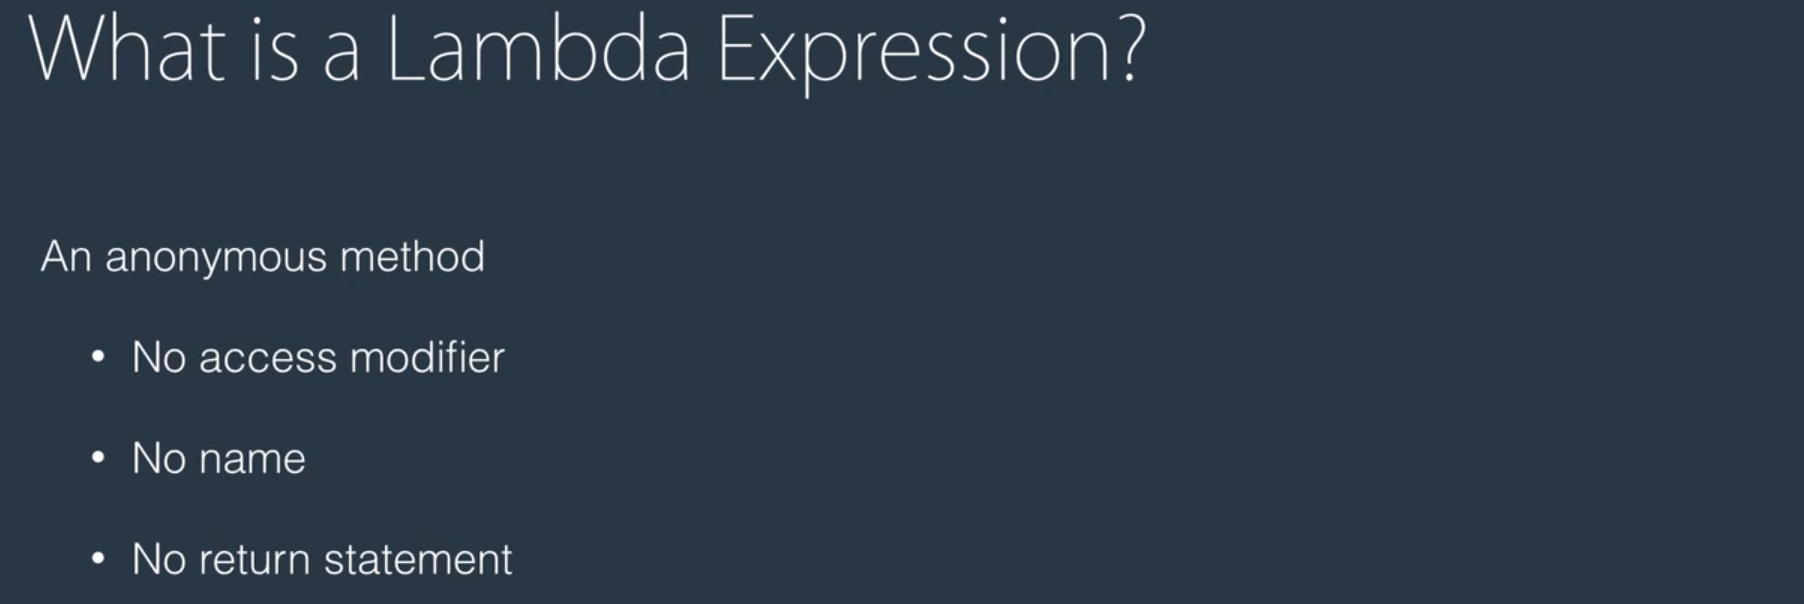 What is a Lambda Expression?
An anonymous method
• No access modifier
• No name
• No return statement